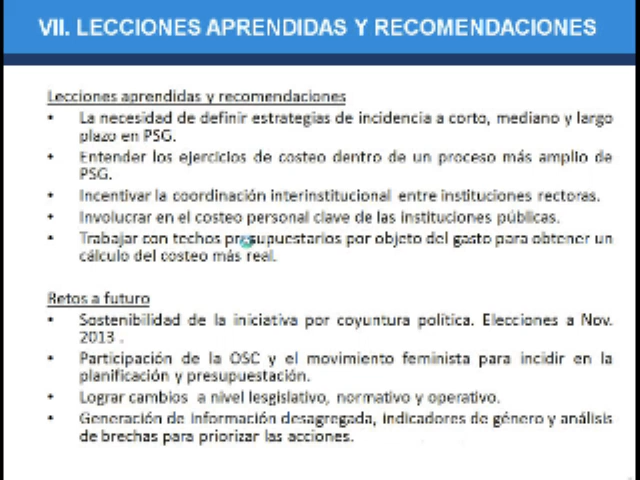 VII. LECCIONES APRENDIDAS Y RECOMENDACIONES
Lecciones aprendidas y recomendaciones
• La necesidad de definir estrategias de incidencia a corto, mediano y largo
plazo en PSG.
• Entender los ejercicios de costeo dentro de un proceso más amplio de
PSG.
• Incentivar la coordinación interinstitucional entre instituciones rectoras.
• Involucrar en el costeo personal clave de las instituciones públicas.
• Trabajar con techos presupuestarios por objeto del gasto para obtener un
cálculo del costeo más real.
Retos a futuro
• Sostenibilidad de la iniciativa por coyuntura política. Elecciones a Nov.
2013 .
• Participación de la OSC y el movimiento feminista para incidir en la
planificación y presupuestación.
• Lograr cambios a nivel lesgislativo, normativo y operativo.
• Generación de información desagregada, indicadores de género y análisis
de brechas para priorizar las acciones.